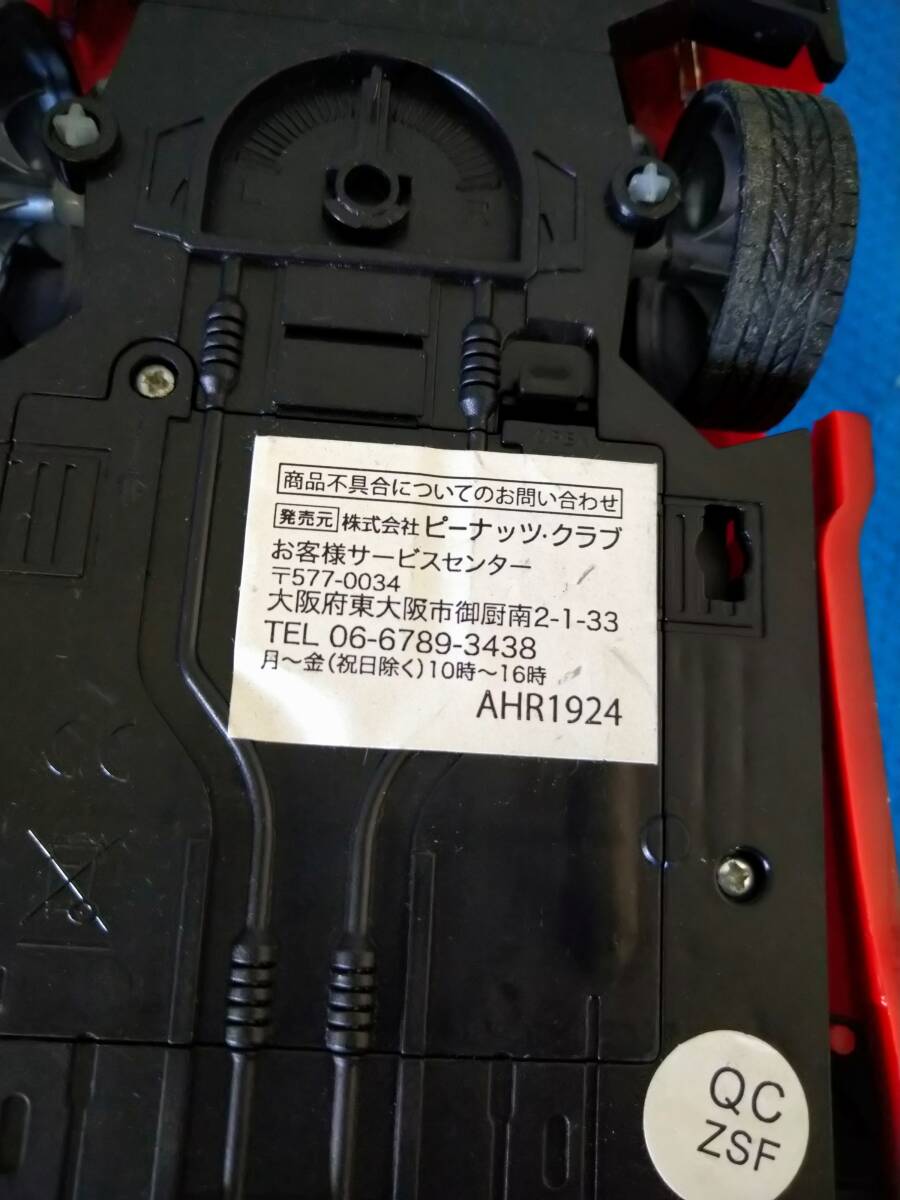 OPEN
商品不具合についてのお問い合わせ
発売元 株式会社 ピーナッツ・クラブ
お客様サービスセンター
〒577-0034
大阪府東大阪市御厨南2-1-33
TEL 06-6789-3438
月〜金(祝日除く)10時〜16時
AHR1924
CE
QC
ZSF